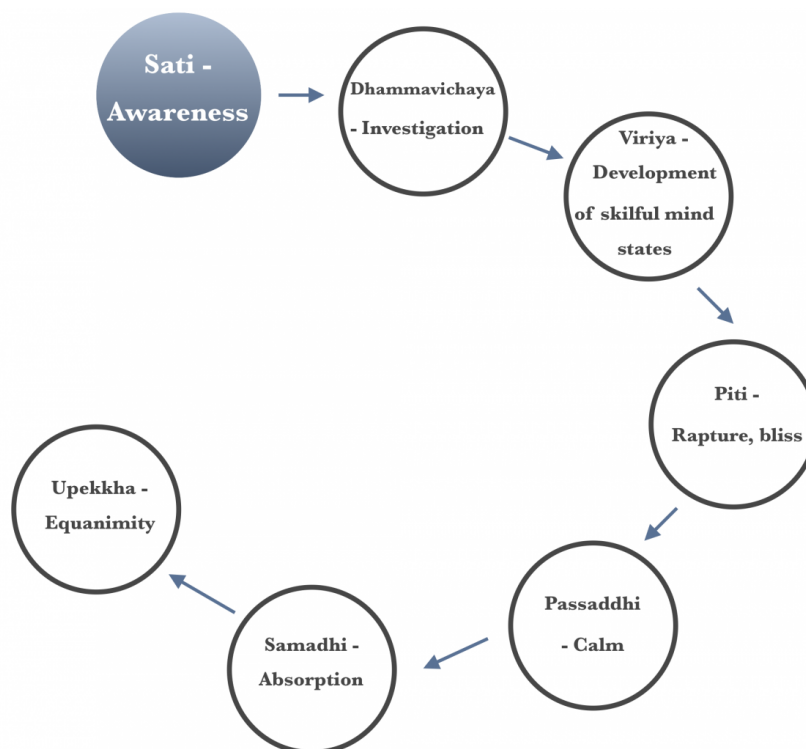 Sati -
Awareness
Dhammavichaya
- Investigation
Viriya -
Development
of skilful mind
states
Piti -
Rapture, bliss
Passaddhi
- Calm
Samadhi -
Absorption
Upekkha -
Equanimity